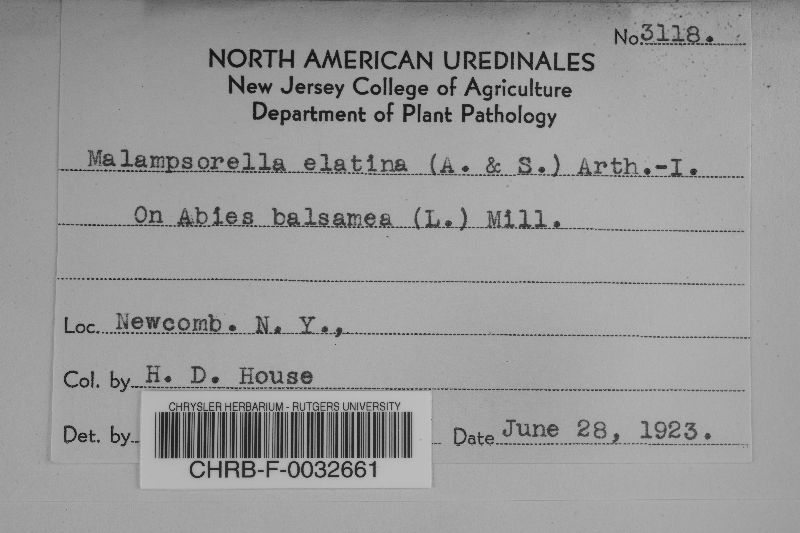 No. 3118.
NORTH AMERICAN UREDINALES
New Jersey College of Agriculture
Department of Plant Pathology
Malampsorella elatina (A. & S.) Arth.-I.
On Abies balsamea (L.) Mill.
Loc. Newcomb. N. Y.,
Col. by H. D. House
Det. by
Date June 28, 1923.
CHRYSLER HERBARIUM - RUTGERS UNIVERSITY
CHRB-F-0032661